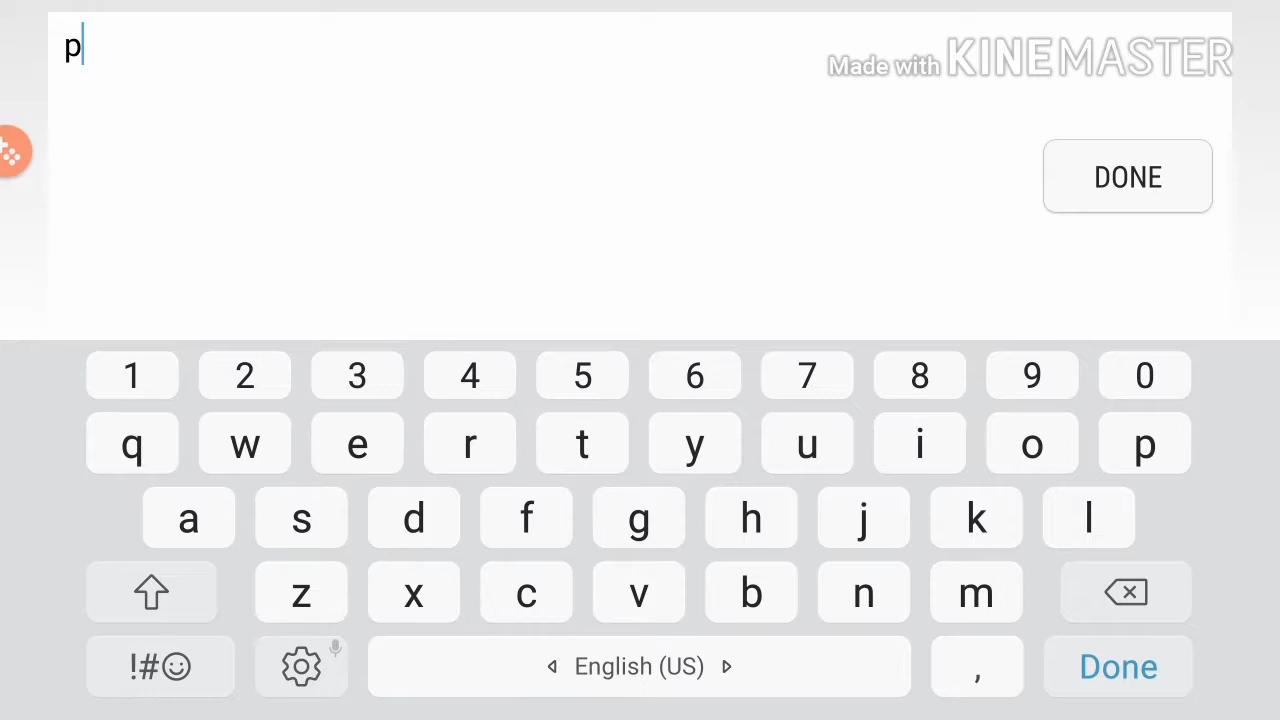 p
Made with KINEMASTER
DONE
1 2 3 4 5 6 7 8 9 0
q w e r t y u i o p
a s d f g h j k l
z x c v b n m
!#☺ English (US) , Done